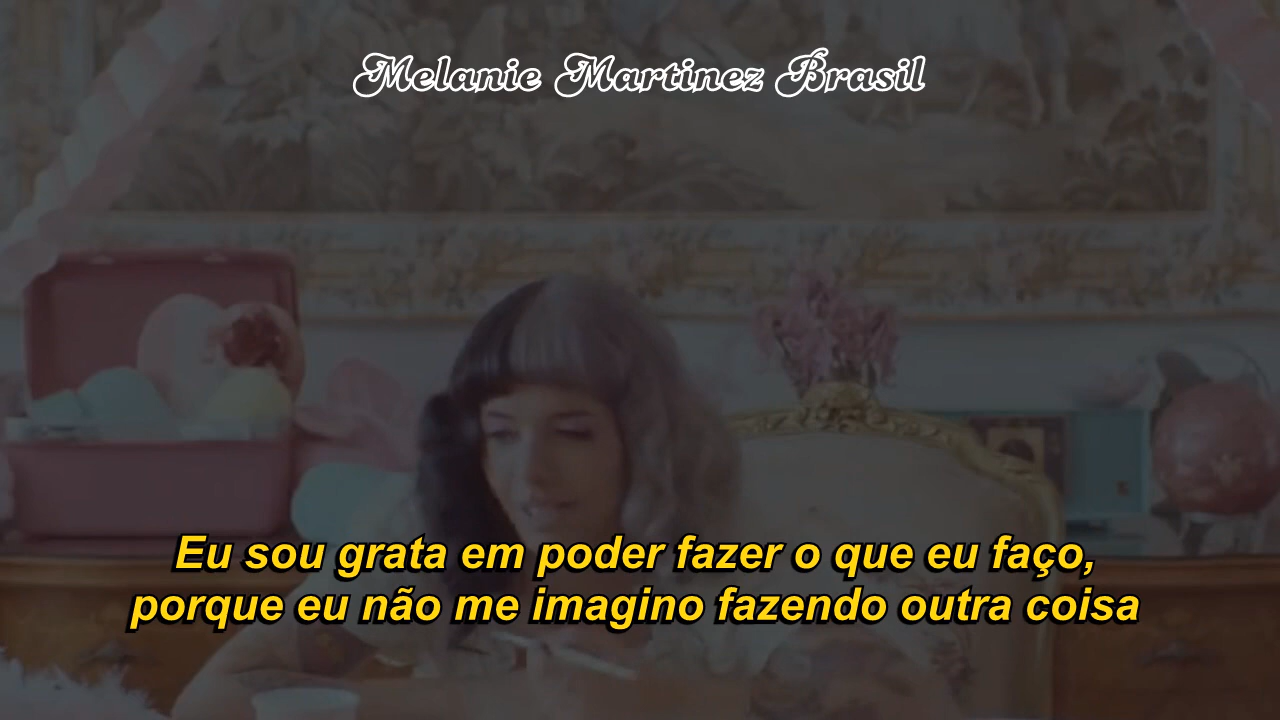 Melanie Martinez Brasil
Eu sou grata em poder fazer o que eu faço,
porque eu não me imagino fazendo outra coisa